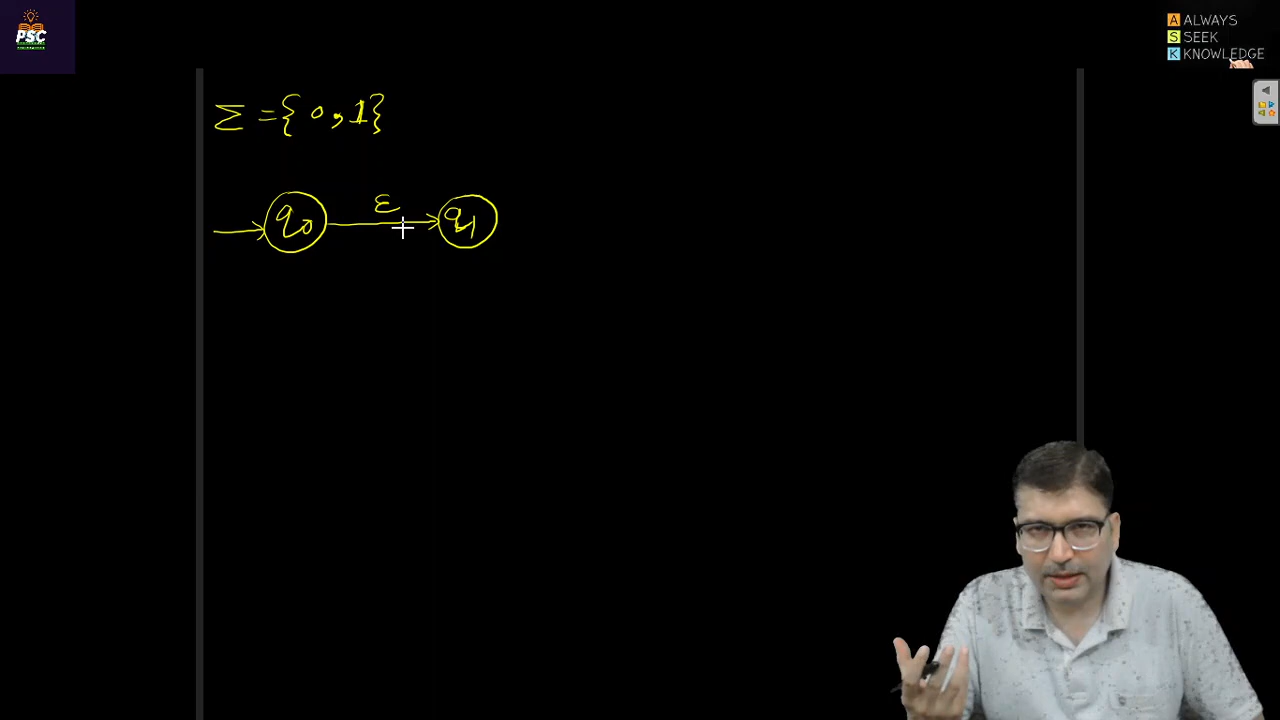 PSC
A ALWAYS
S SEEK
K KNOWLEDGE
Σ = { 0, 1 }
q0 ε q1